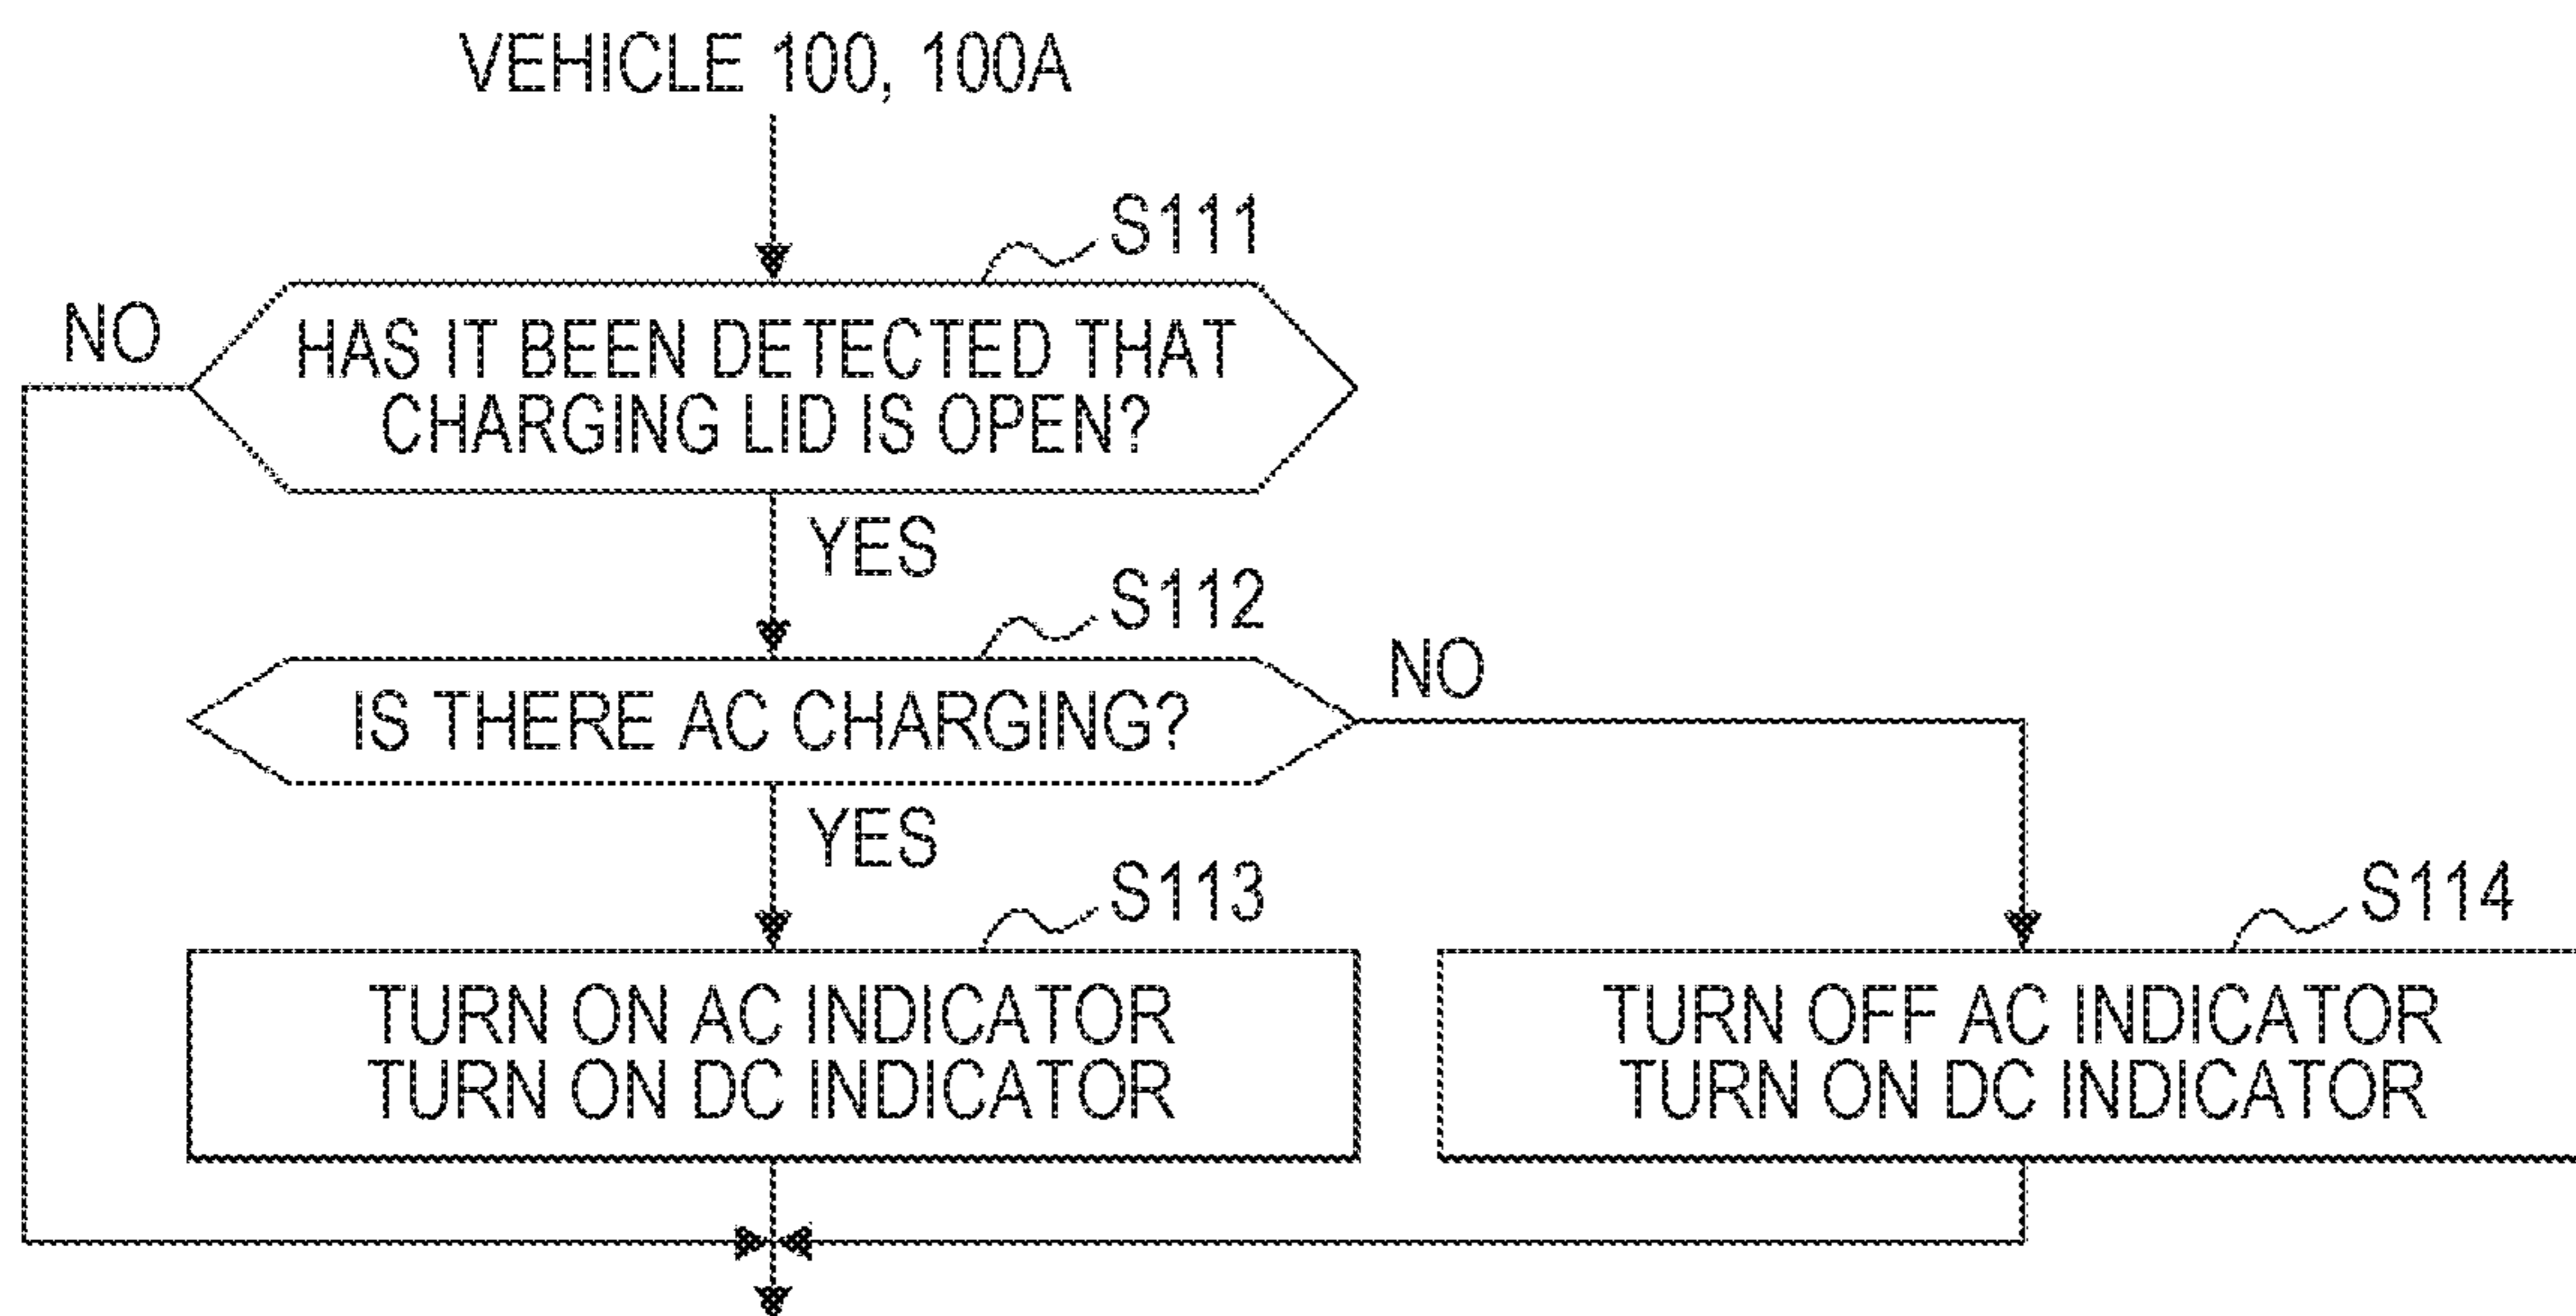 VEHICLE 100, 100A
S111
NO
HAS IT BEEN DETECTED THAT
CHARGING LID IS OPEN?
YES
S112
IS THERE AC CHARGING?
NO
YES
S113
TURN ON AC INDICATOR
TURN ON DC INDICATOR
S114
TURN OFF AC INDICATOR
TURN ON DC INDICATOR